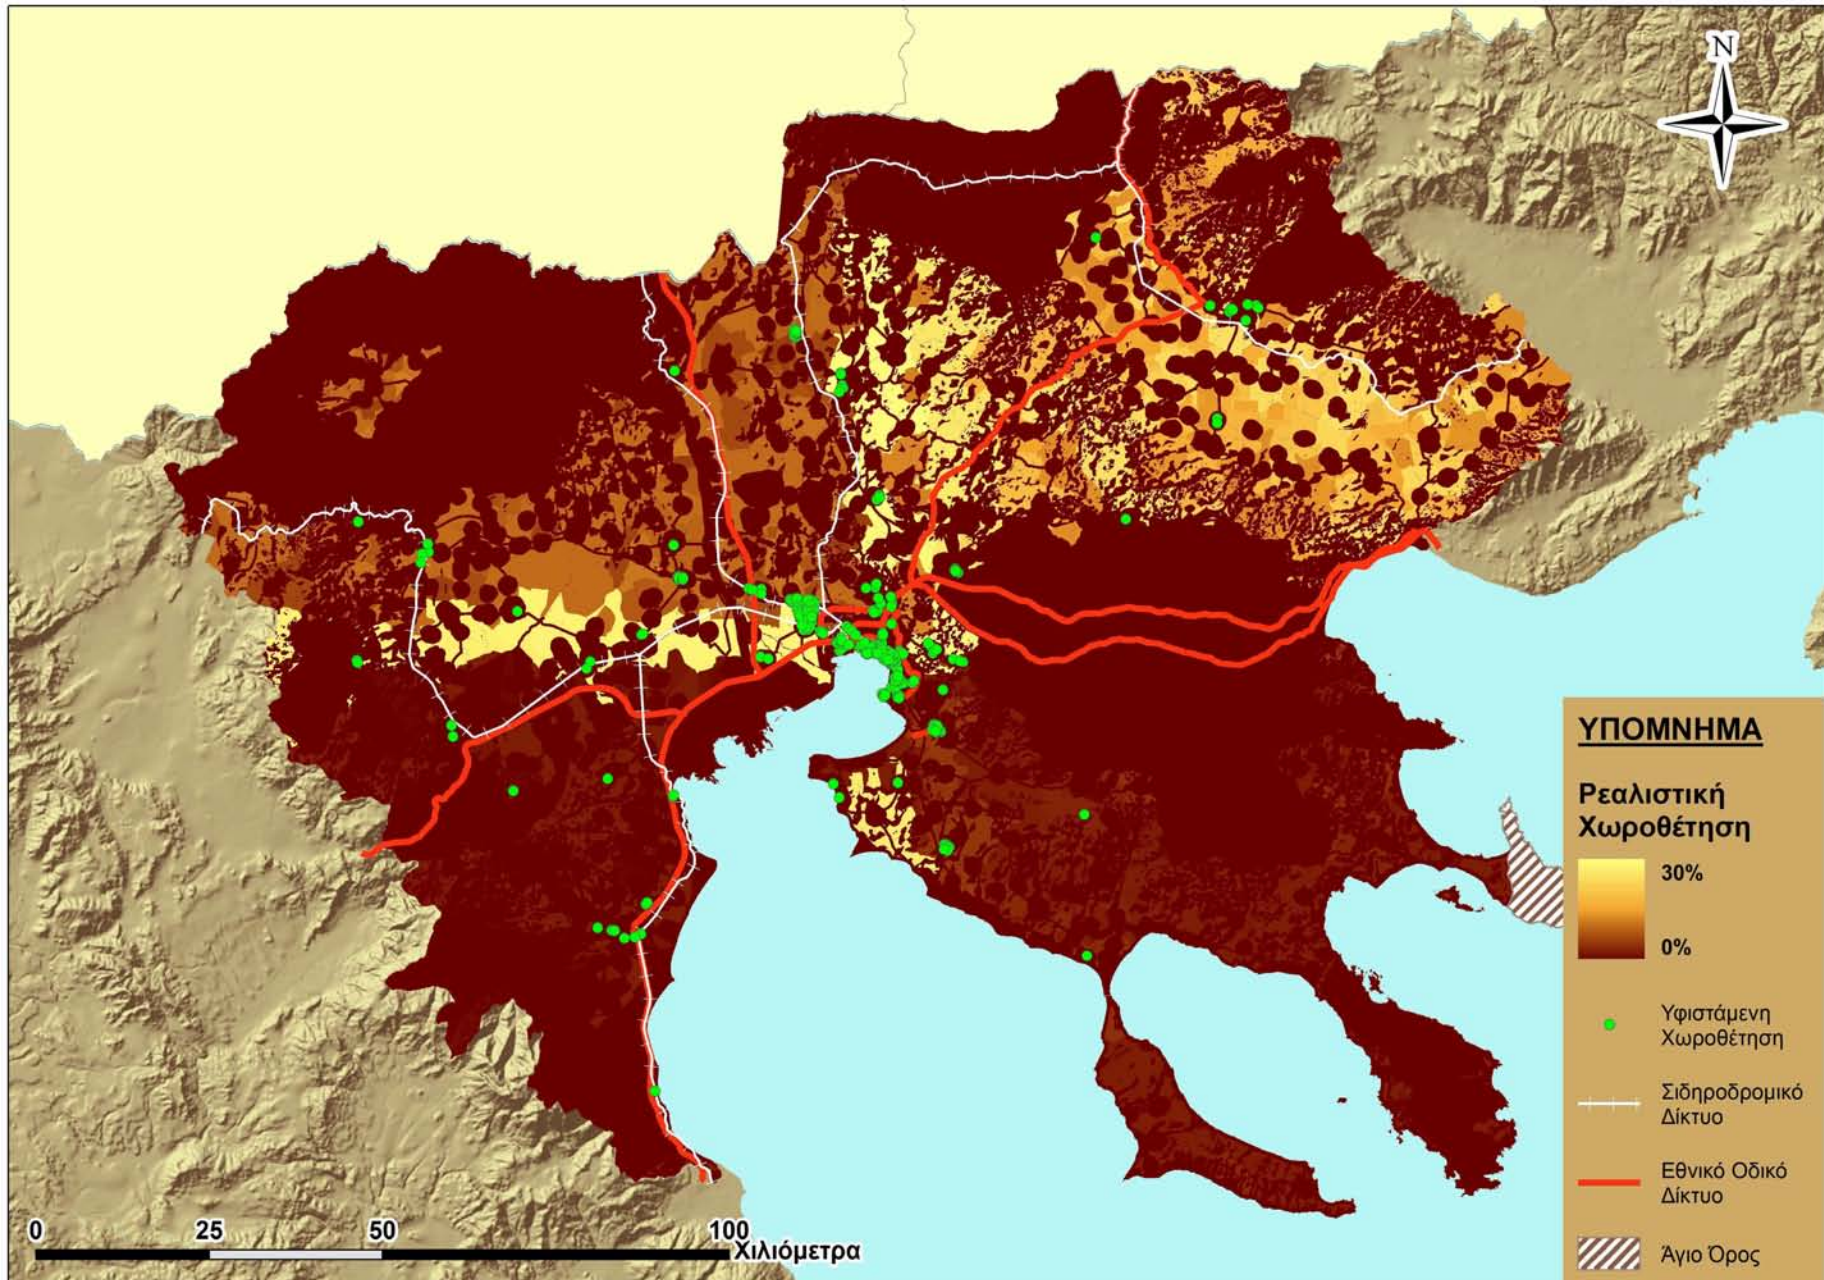 N
ΥΠΟΜΝΗΜΑ
Ρεαλιστική
Χωροθέτηση
30%
0%
Υφιστάμενη
Χωροθέτηση
Σιδηροδρομικό
Δίκτυο
Εθνικό Οδικό
Δίκτυο
Άγιο Όρος
0 25 50 100
Χιλιόμετρα